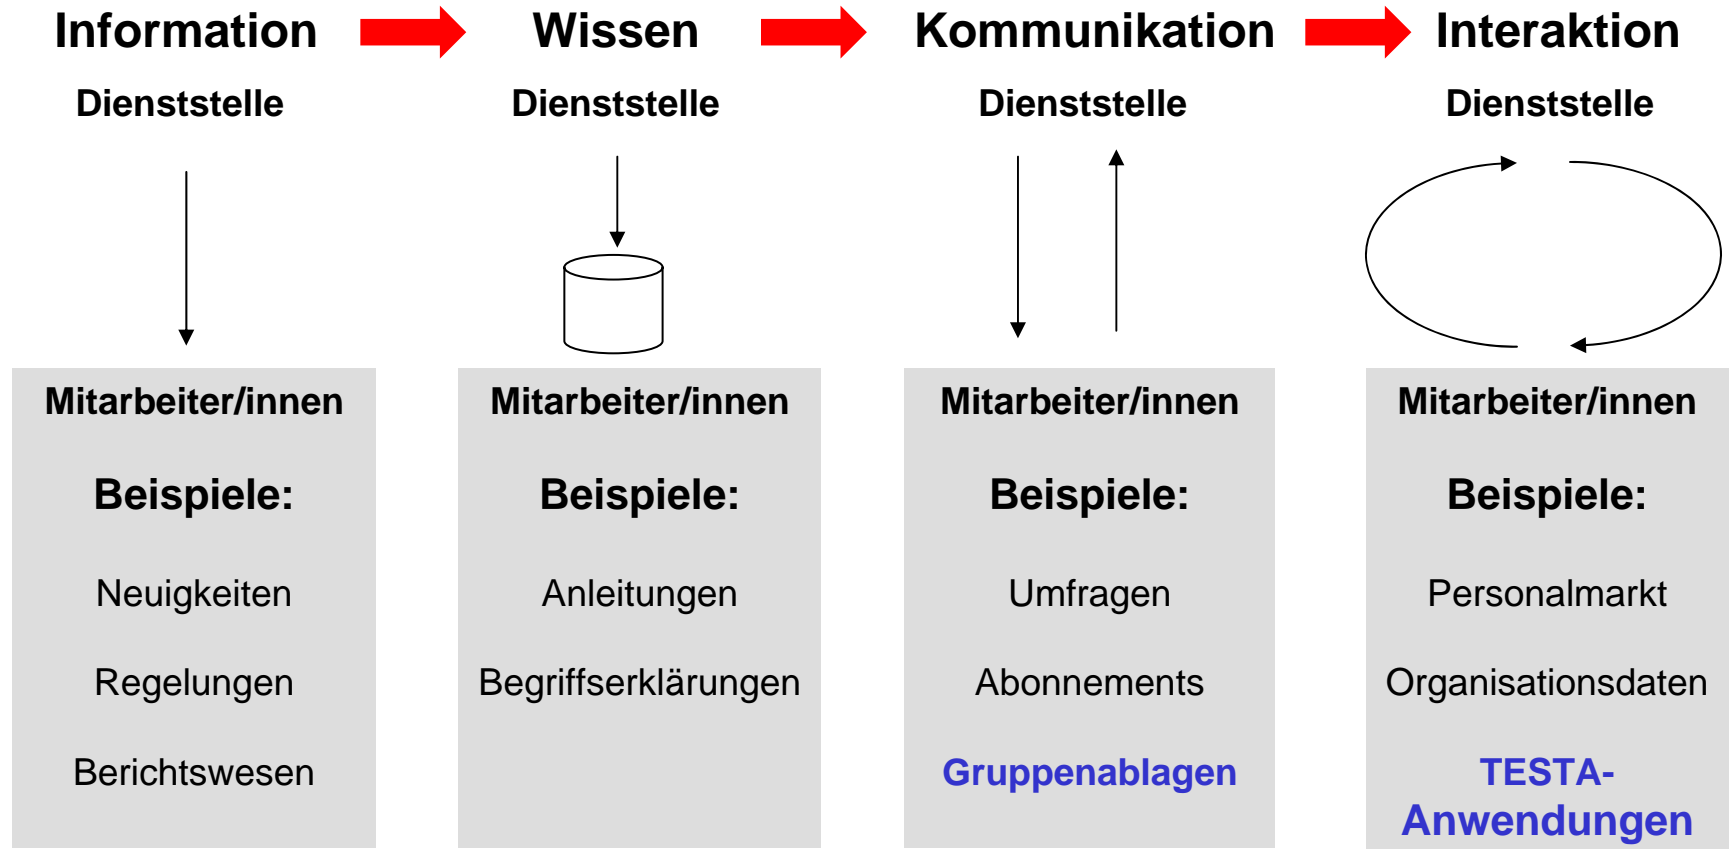 Information
Wissen
Kommunikation
Interaktion
Dienststelle
Dienststelle
Dienststelle
Dienststelle
Mitarbeiter/innen
Beispiele:
Neuigkeiten
Regelungen
Berichtswesen
Mitarbeiter/innen
Beispiele:
Anleitungen
Begriffserklärungen
Mitarbeiter/innen
Beispiele:
Umfragen
Abonnements
Gruppenablagen
Mitarbeiter/innen
Beispiele:
Personalmarkt
Organisationsdaten
TESTA-
Anwendungen